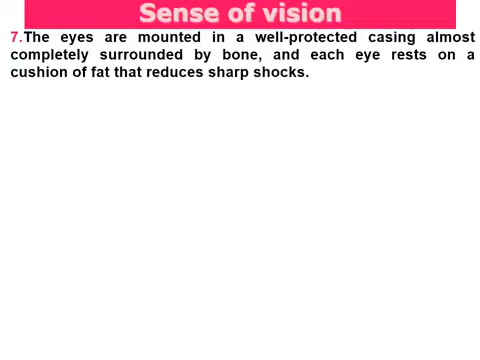 Sense of vision
7.The eyes are mounted in a well-protected casing almost
completely surrounded by bone, and each eye rests on a
cushion of fat that reduces sharp shocks.